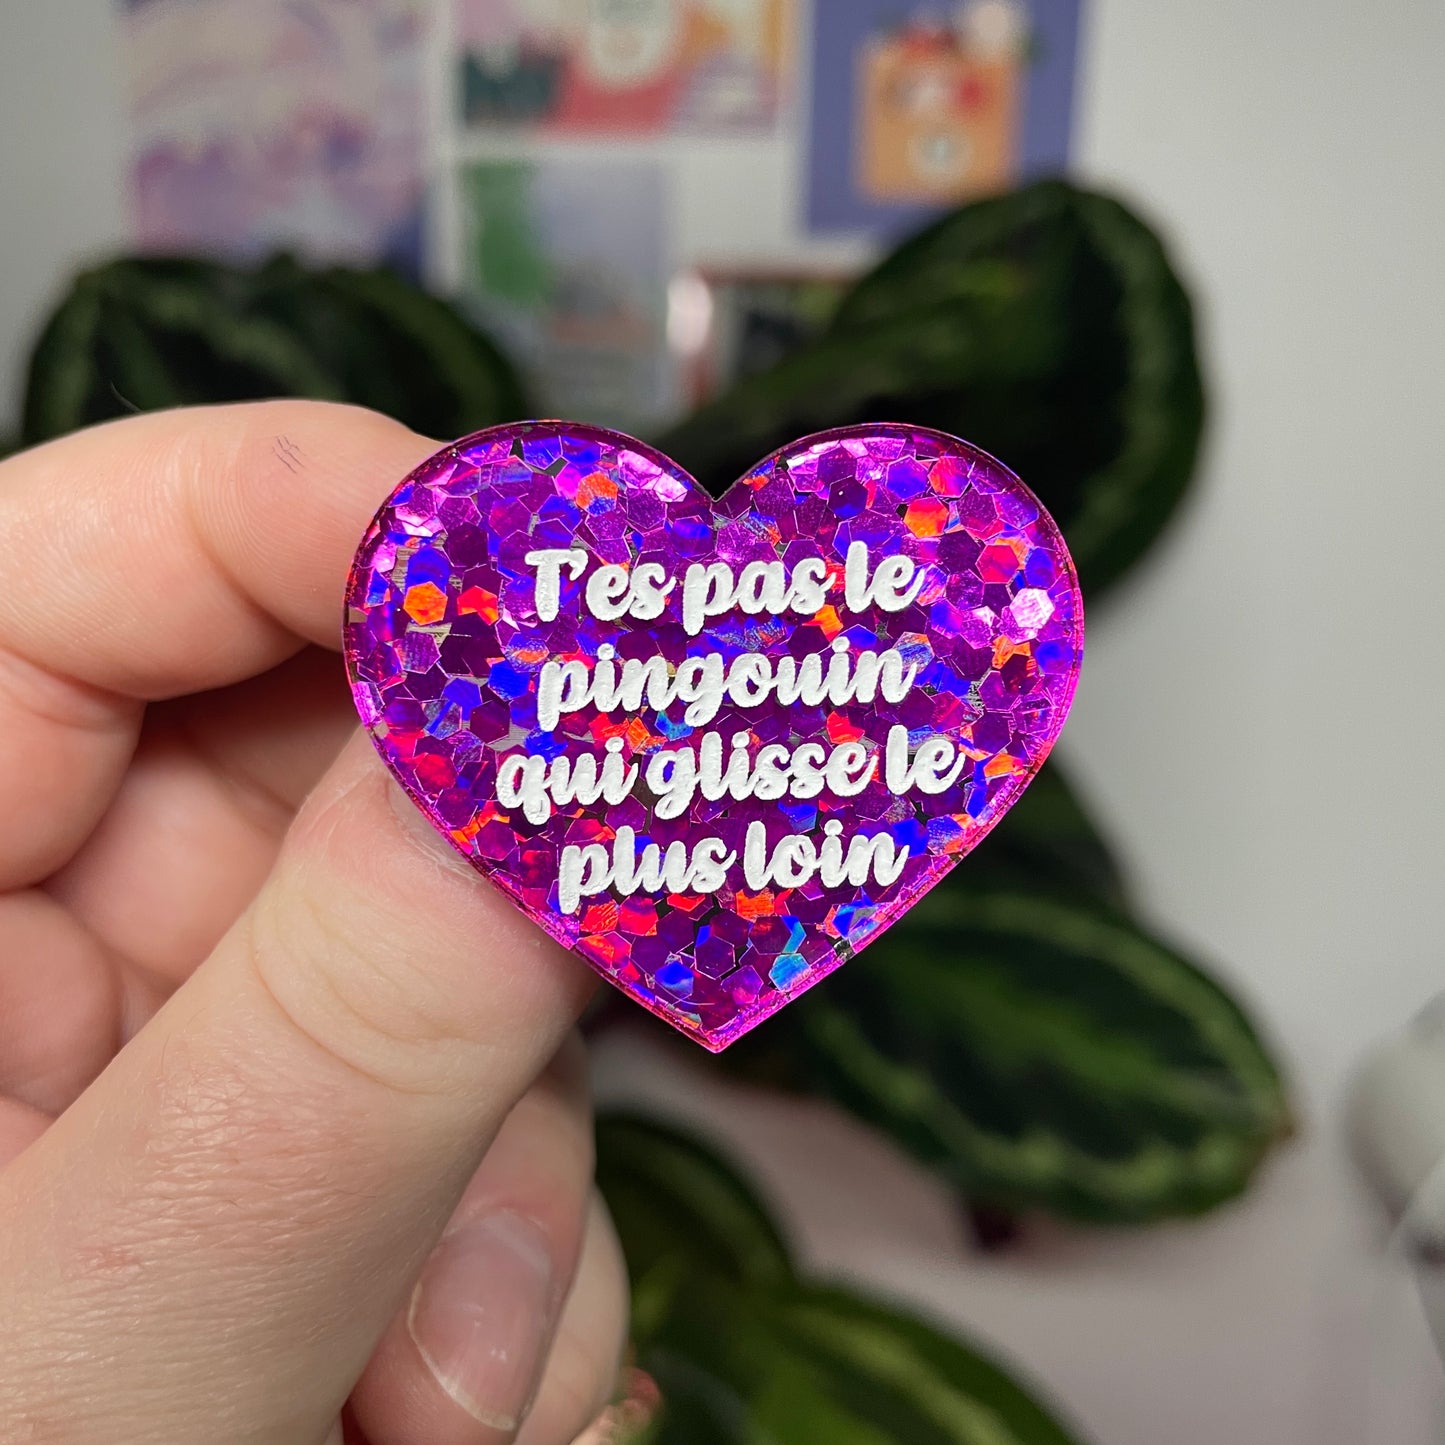 T'es pas le
pingouin
qui glisse le
plus loin